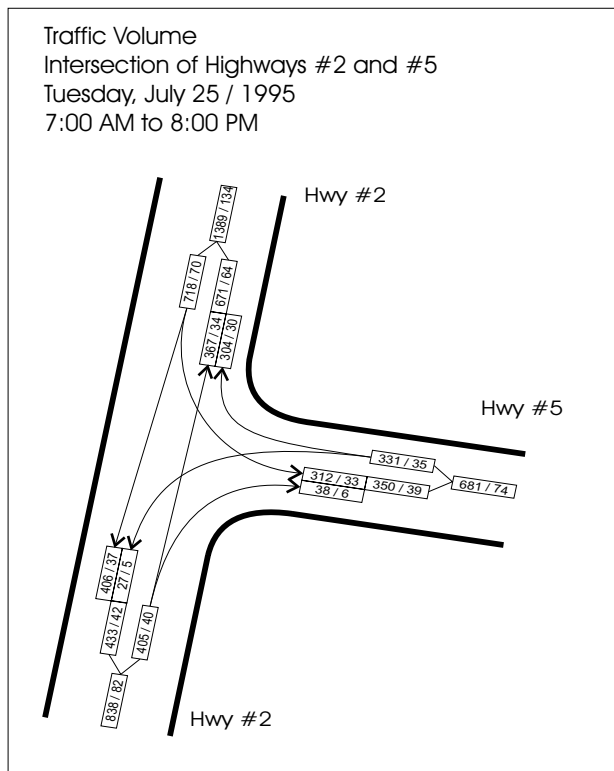 Traffic Volume
Intersection of Highways #2 and #5
Tuesday, July 25 / 1995
7:00 AM to 8:00 PM
Hwy #2
1389 / 134
718 / 70
671 / 64
367 / 34
304 / 30
Hwy #5
331 / 35
312 / 33
38 / 6
350 / 39
681 / 74
406 / 37
27 / 5
433 / 42
405 / 40
838 / 82
Hwy #2